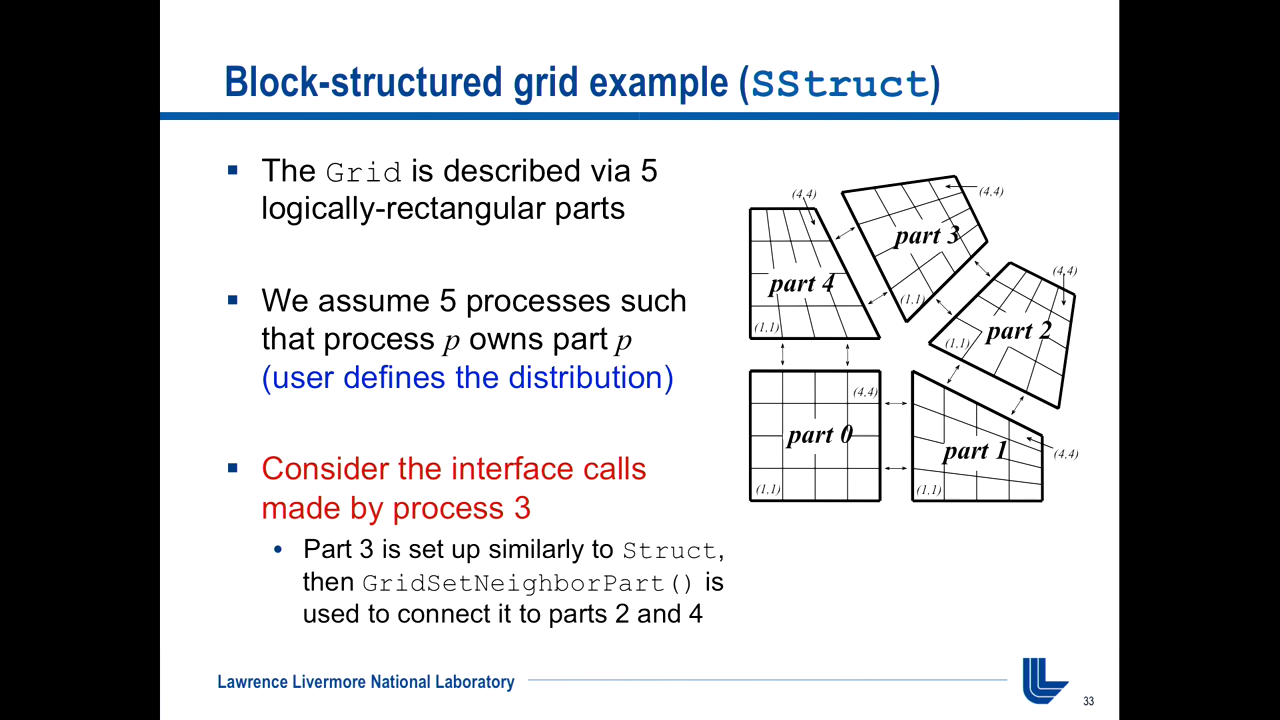 Block-structured grid example (SStruct)
▪ The Grid is described via 5
logically-rectangular parts
▪ We assume 5 processes such
that process p owns part p
(user defines the distribution)
▪ Consider the interface calls
made by process 3
• Part 3 is set up similarly to Struct,
then GridSetNeighborPart() is
used to connect it to parts 2 and 4
(4,4)
(4,4)
part 3
part 4
(1,1)
(1,1)
(4,4)
part 2
(1,1)
(4,4)
part 0
(1,1)
part 1
(4,4)
(1,1)
Lawrence Livermore National Laboratory
33